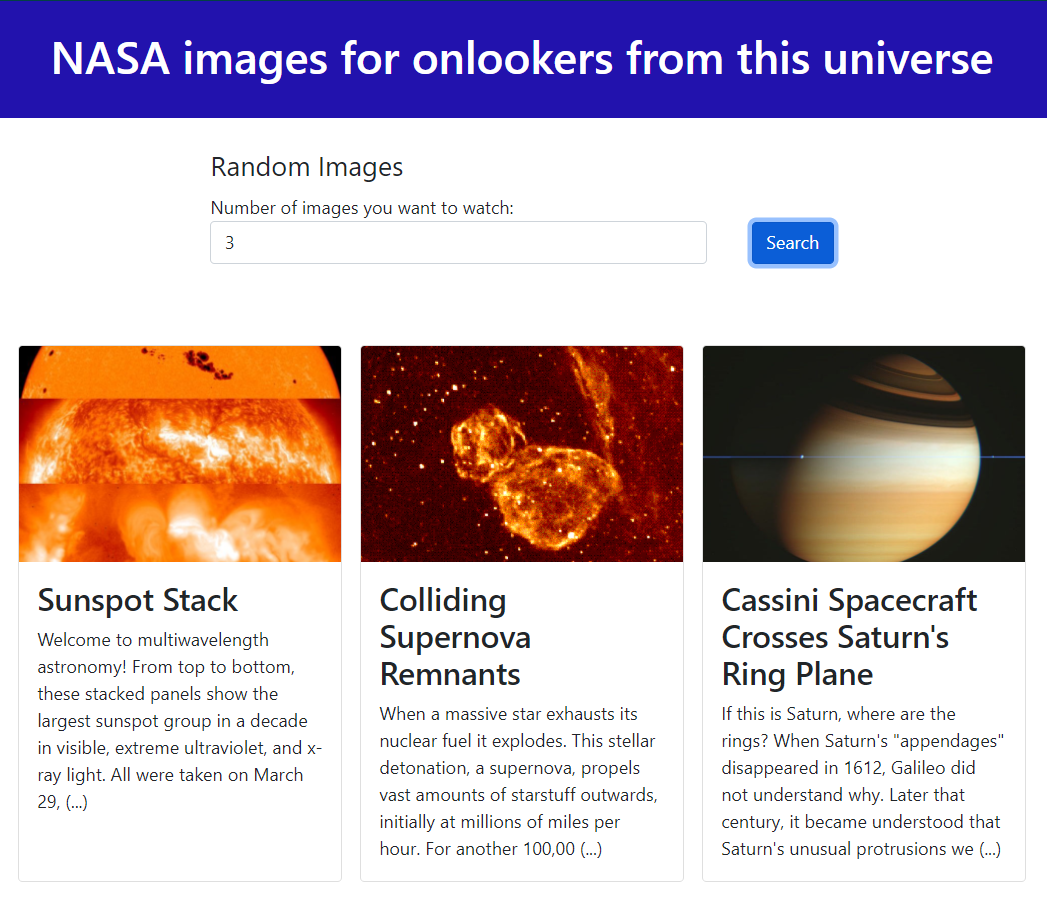 NASA images for onlookers from this universe
Random Images
Number of images you want to watch:
3
Search
Sunspot Stack
Welcome to multiwavelength
astronomy! From top to bottom,
these stacked panels show the
largest sunspot group in a decade
in visible, extreme ultraviolet, and x-
ray light. All were taken on March
29, (...)
Colliding
Supernova
Remnants
When a massive star exhausts its
nuclear fuel it explodes. This stellar
detonation, a supernova, propels
vast amounts of starstuff outwards,
initially at millions of miles per
hour. For another 100,00 (...)
Cassini Spacecraft
Crosses Saturn's
Ring Plane
If this is Saturn, where are the
rings? When Saturn's "appendages"
disappeared in 1612, Galileo did
not understand why. Later that
century, it became understood that
Saturn's unusual protrusions we (...)